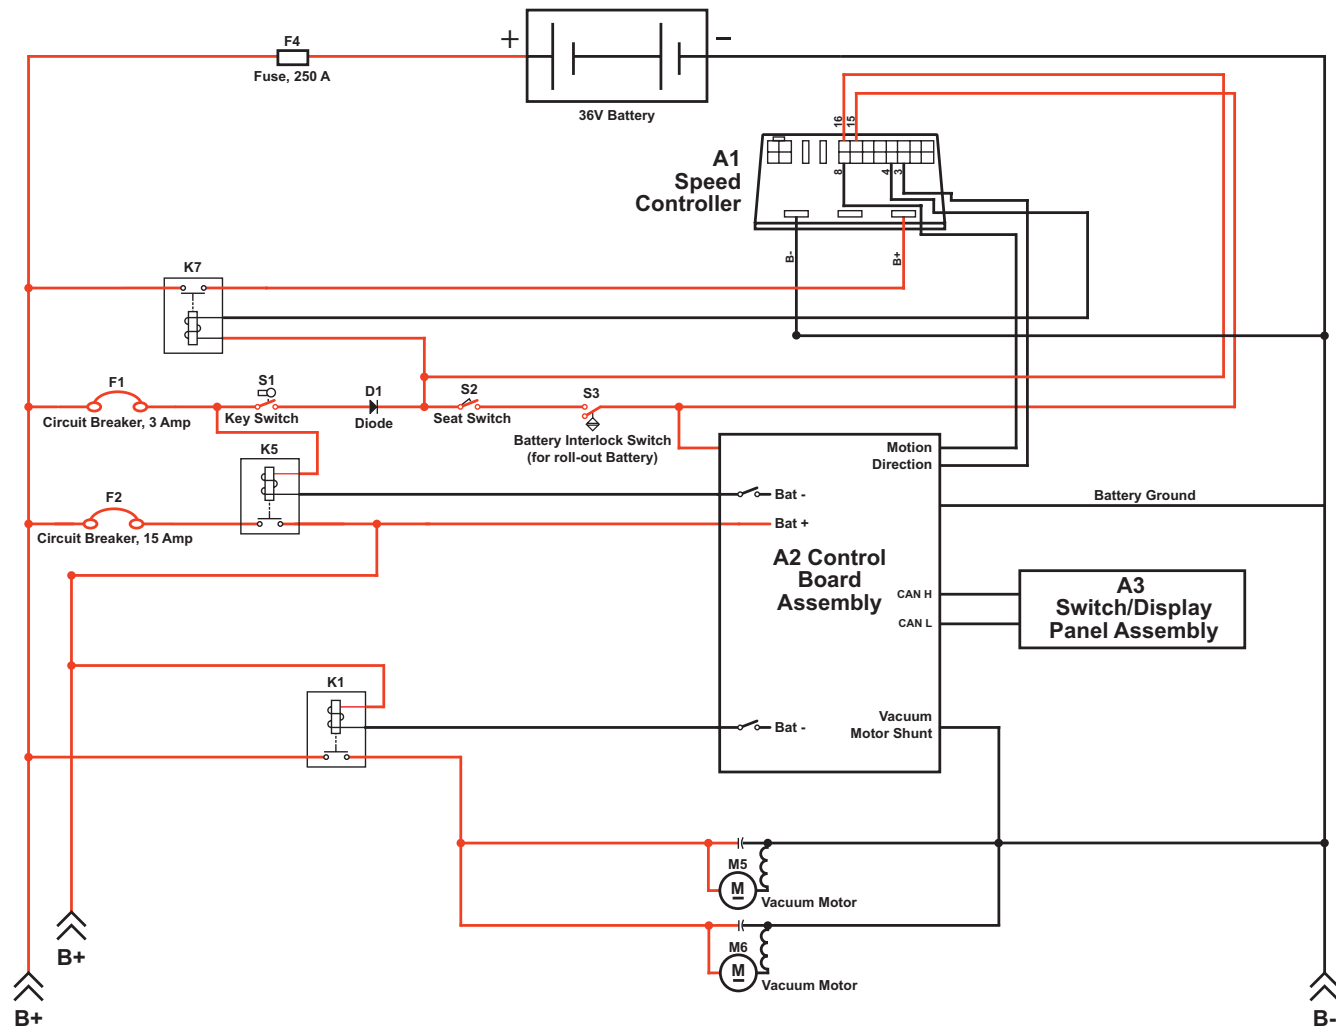 F4
Fuse, 250 A
+
−
36V Battery
16
15
A1
Speed
Controller
8
4
3
B-
B+
K7
F1
Circuit Breaker, 3 Amp
S1
Key Switch
D1
Diode
S2
Seat Switch
S3
Battery Interlock Switch
(for roll-out Battery)
K5
F2
Circuit Breaker, 15 Amp
Motion
Direction
Bat -
Bat +
Battery Ground
A2 Control
Board
Assembly
CAN H
CAN L
A3
Switch/Display
Panel Assembly
K1
Bat -
Vacuum
Motor Shunt
M5
M
Vacuum Motor
M6
M
Vacuum Motor
B+
B+
B-